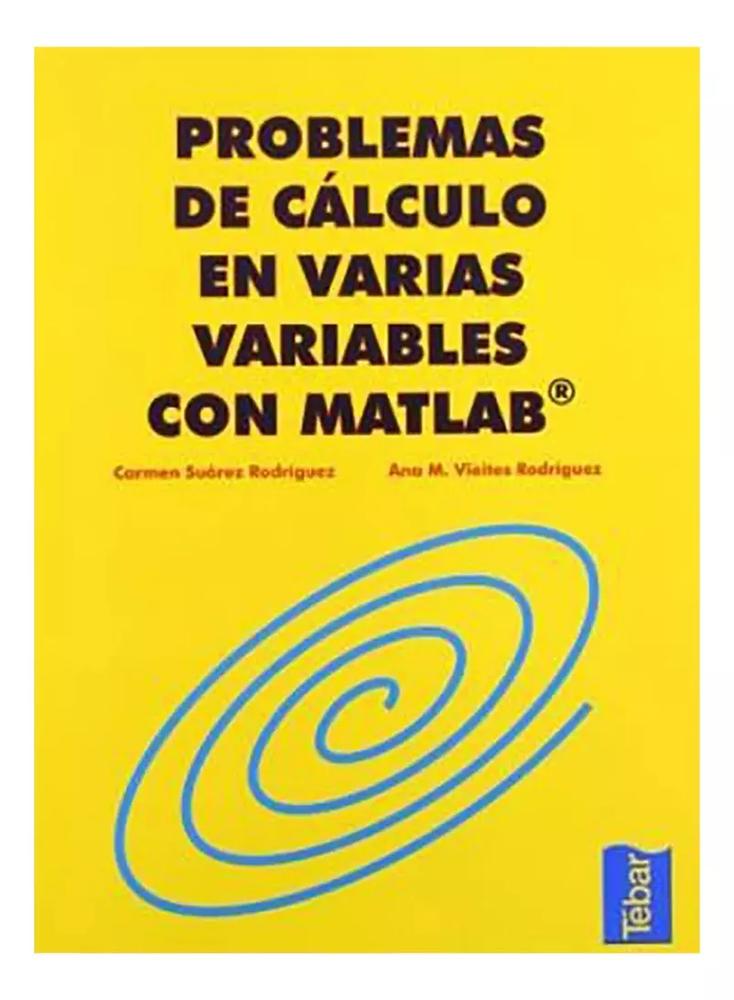 PROBLEMAS
DE CÁLCULO
EN VARIAS
VARIABLES
CON MATLAB®
Carmen Suárez Rodríguez Ana M. Vieites Rodríguez
Tébar